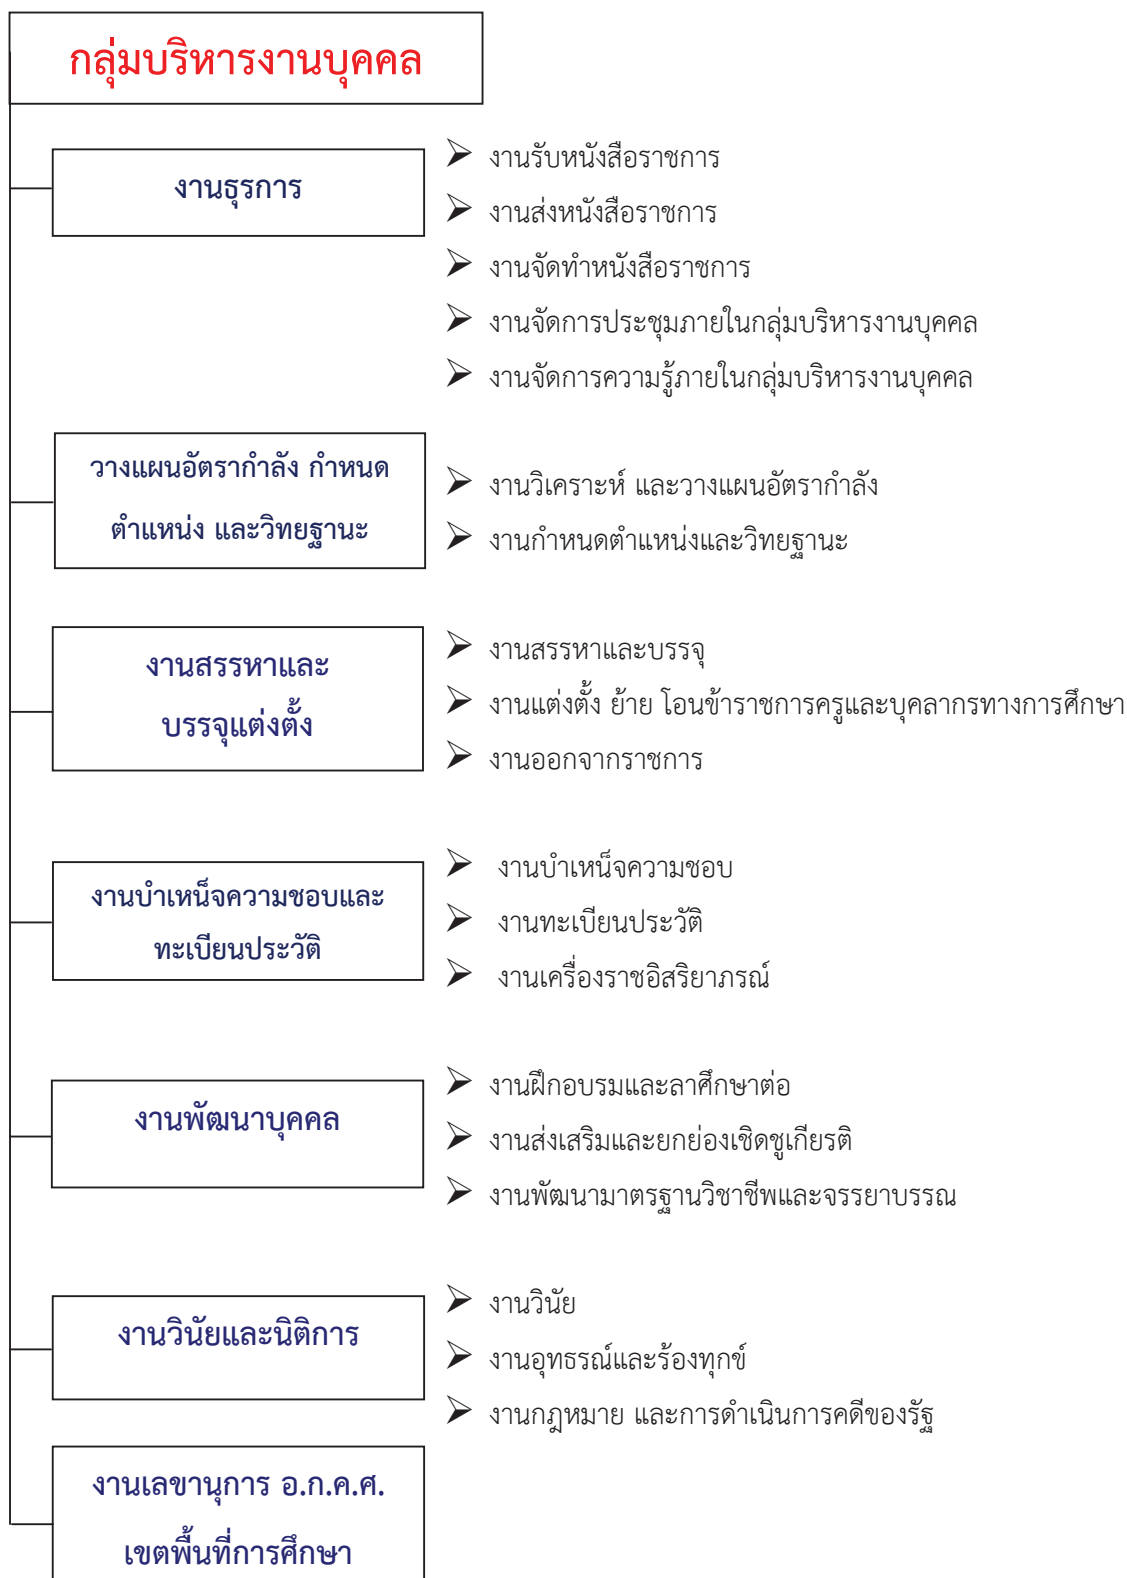 กลุ่มบริหารงานบุคคล
งานธุรการ
งานรับหนังสือราชการ
งานส่งหนังสือราชการ
งานจัดทำหนังสือราชการ
งานจัดการประชุมภายในกลุ่มบริหารงานบุคคล
งานจัดการความรู้ภายในกลุ่มบริหารงานบุคคล
วางแผนอัตรากำลัง กำหนด
ตำแหน่ง และวิทยฐานะ
งานวิเคราะห์ และวางแผนอัตรากำลัง
งานกำหนดตำแหน่งและวิทยฐานะ
งานสรรหาและ
บรรจุแต่งตั้ง
งานสรรหาและบรรจุ
งานแต่งตั้ง ย้าย โอนข้าราชการครูและบุคลากรทางการศึกษา
งานออกจากราชการ
งานบำเหน็จความชอบและ
ทะเบียนประวัติ
งานบำเหน็จความชอบ
งานทะเบียนประวัติ
งานเครื่องราชอิสริยาภรณ์
งานพัฒนาบุคคล
งานฝึกอบรมและลาศึกษาต่อ
งานส่งเสริมและยกย่องเชิดชูเกียรติ
งานพัฒนามาตรฐานวิชาชีพและจรรยาบรรณ
งานวินัยและนิติการ
งานวินัย
งานอุทธรณ์และร้องทุกข์
งานกฎหมาย และการดำเนินการคดีของรัฐ
งานเลขานุการ อ.ก.ค.ศ.
เขตพื้นที่การศึกษา